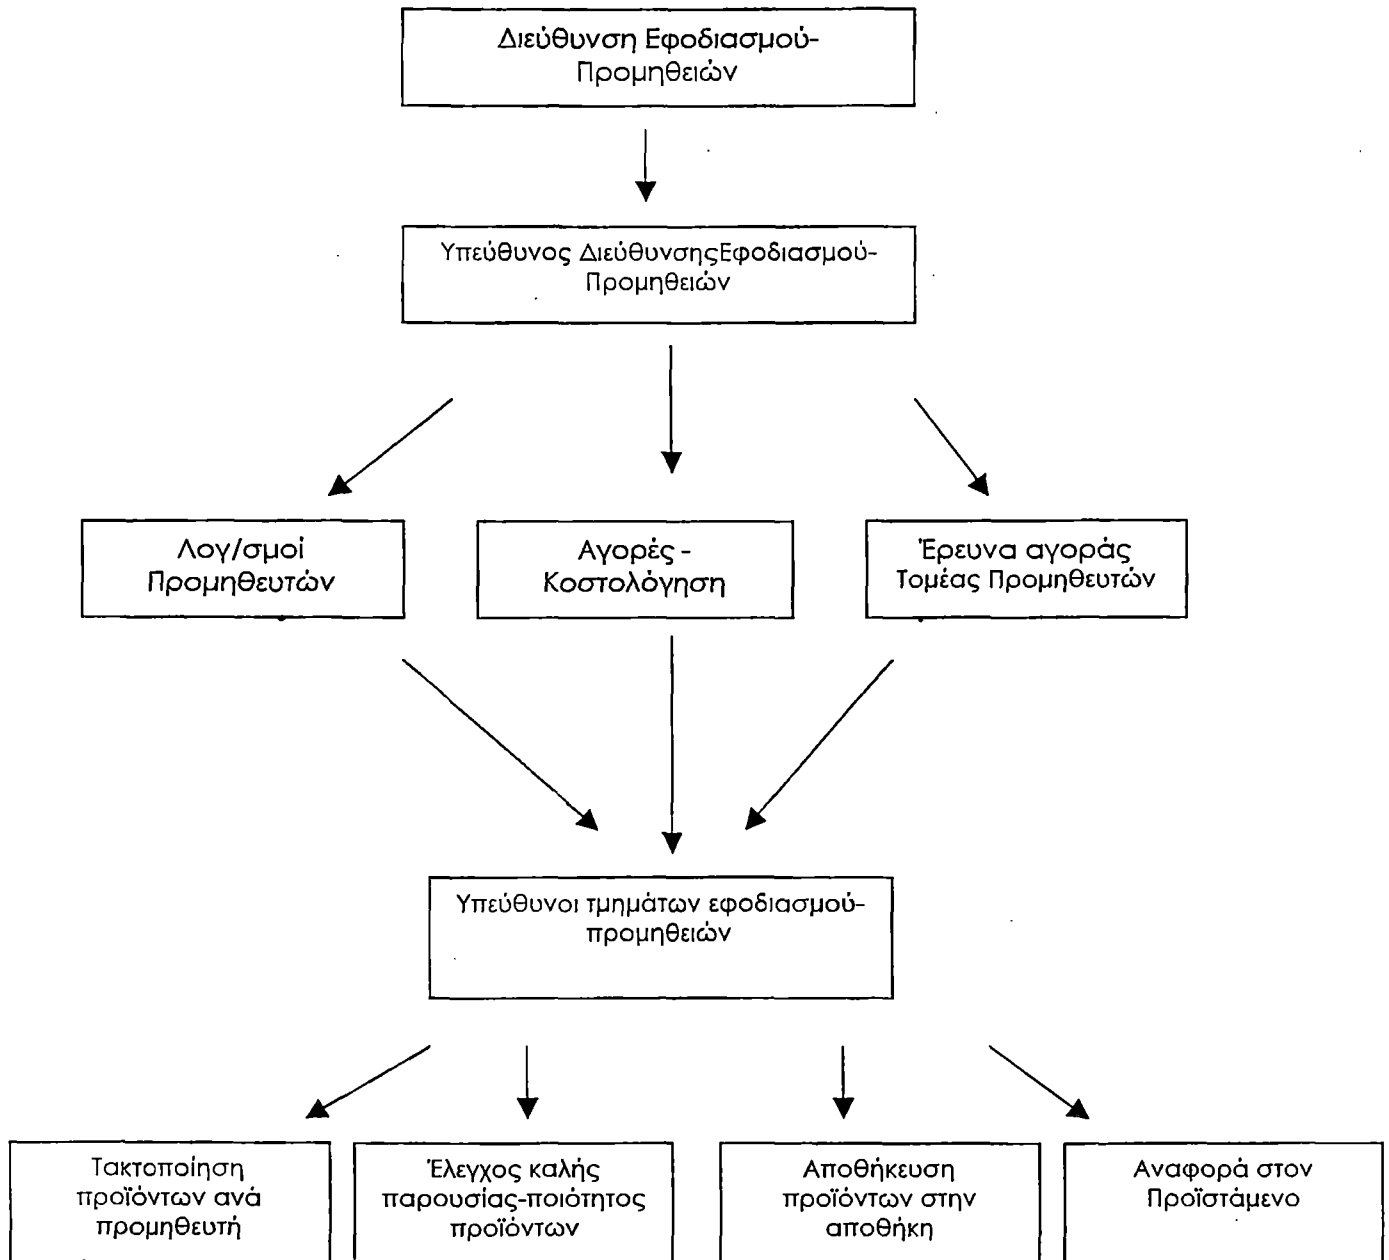 Διεύθυνση Εφοδιασμού-
Προμηθειών
Υπεύθυνος ΔιεύθυνσηςΕφοδιασμού-
Προμηθειών
Λογ/σμοί
Προμηθευτών
Αγορές -
Κοστολόγηση
Έρευνα αγοράς
Τομέας Προμηθευτών
Υπεύθυνοι τμημάτων εφοδιασμού-
προμηθειών
Τακτοποίηση
προϊόντων ανά
προμηθευτή
Έλεγχος καλής
παρουσίας-ποιότητος
προϊόντων
Αποθήκευση
προϊόντων στην
αποθήκη
Αναφορά στον
Προϊστάμενο